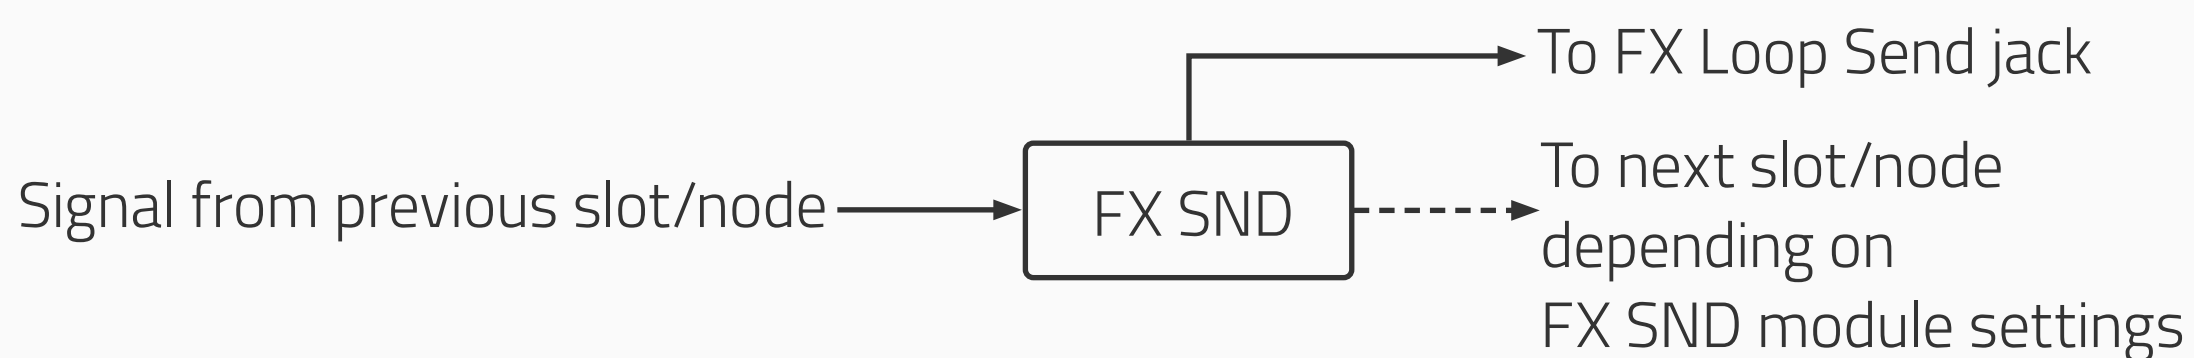 To FX Loop Send jack
Signal from previous slot/node
FX SND
To next slot/node
depending on
FX SND module settings